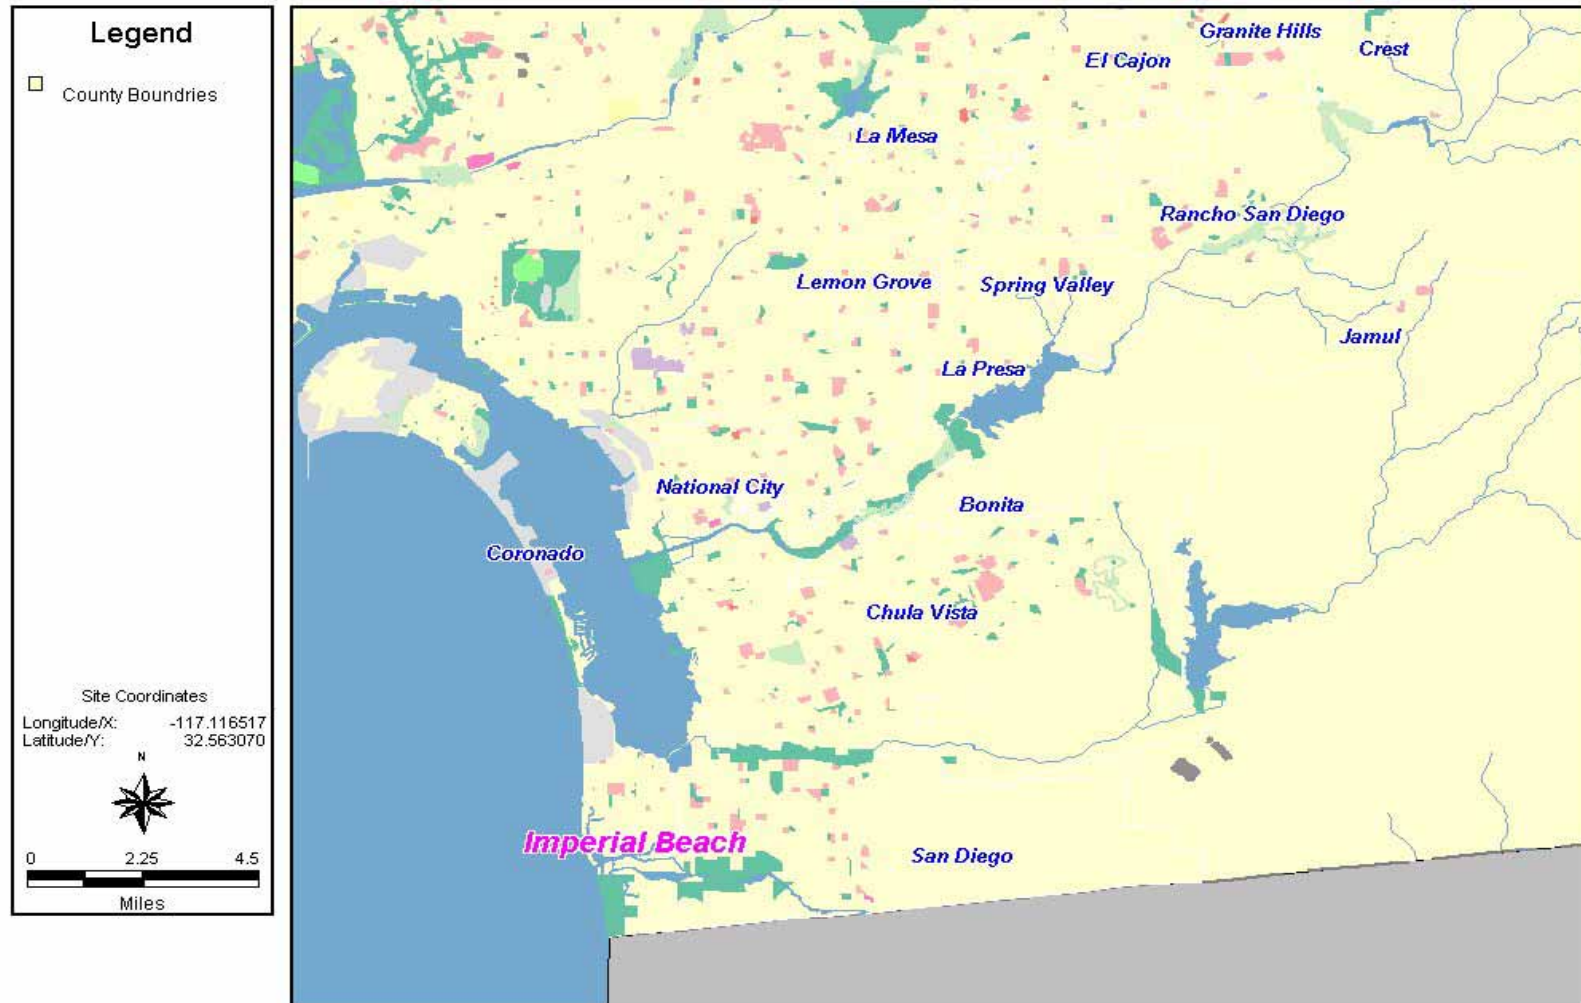 Legend
County Boundries
Site Coordinates
Longitude/X: -117.116517
Latitude/Y: 32.563070
N
0 2.25 4.5
Miles
Granite Hills
El Cajon
Crest
La Mesa
Rancho San Diego
Lemon Grove
Spring Valley
Jamul
La Presa
National City
Bonita
Coronado
Chula Vista
Imperial Beach
San Diego